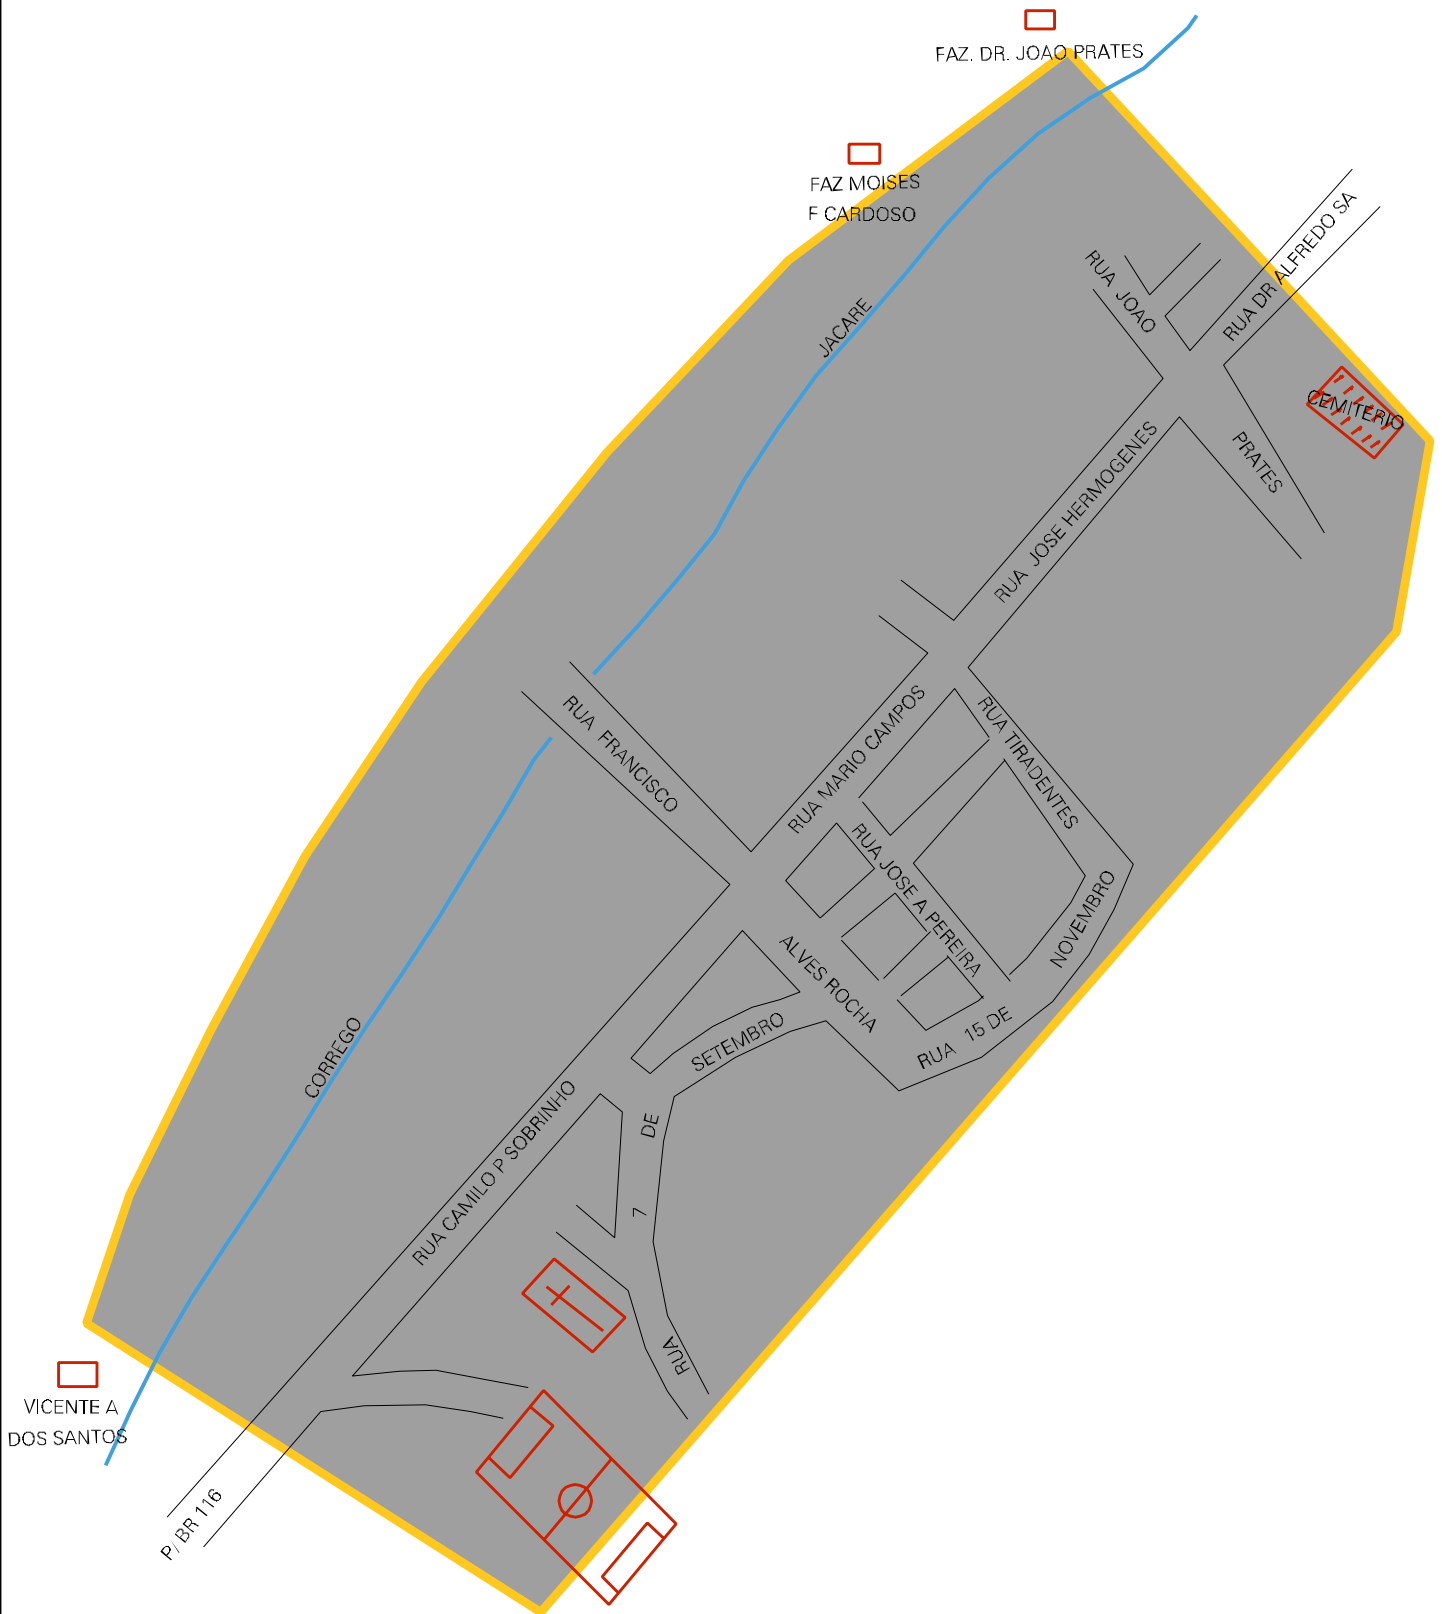 FAZ. DR. JOAO PRATES
FAZ MOISES
F CARDOSO
RUA DR ALFREDO SA
RUA JOAO
PRATES
JACARE
CEMITERIO
RUA JOSE HERMOGENES
RUA FRANCISCO
ALVES ROCHA
RUA MARIO CAMPOS
RUA TIRADENTES
RUA JOSE A PEREIRA
RUA 15 DE
NOVEMBRO
CORREGO
RUA CAMILO P SOBRINHO
SETEMBRO
DE
7
RUA
VICENTE A
DOS SANTOS
P/ BR 116